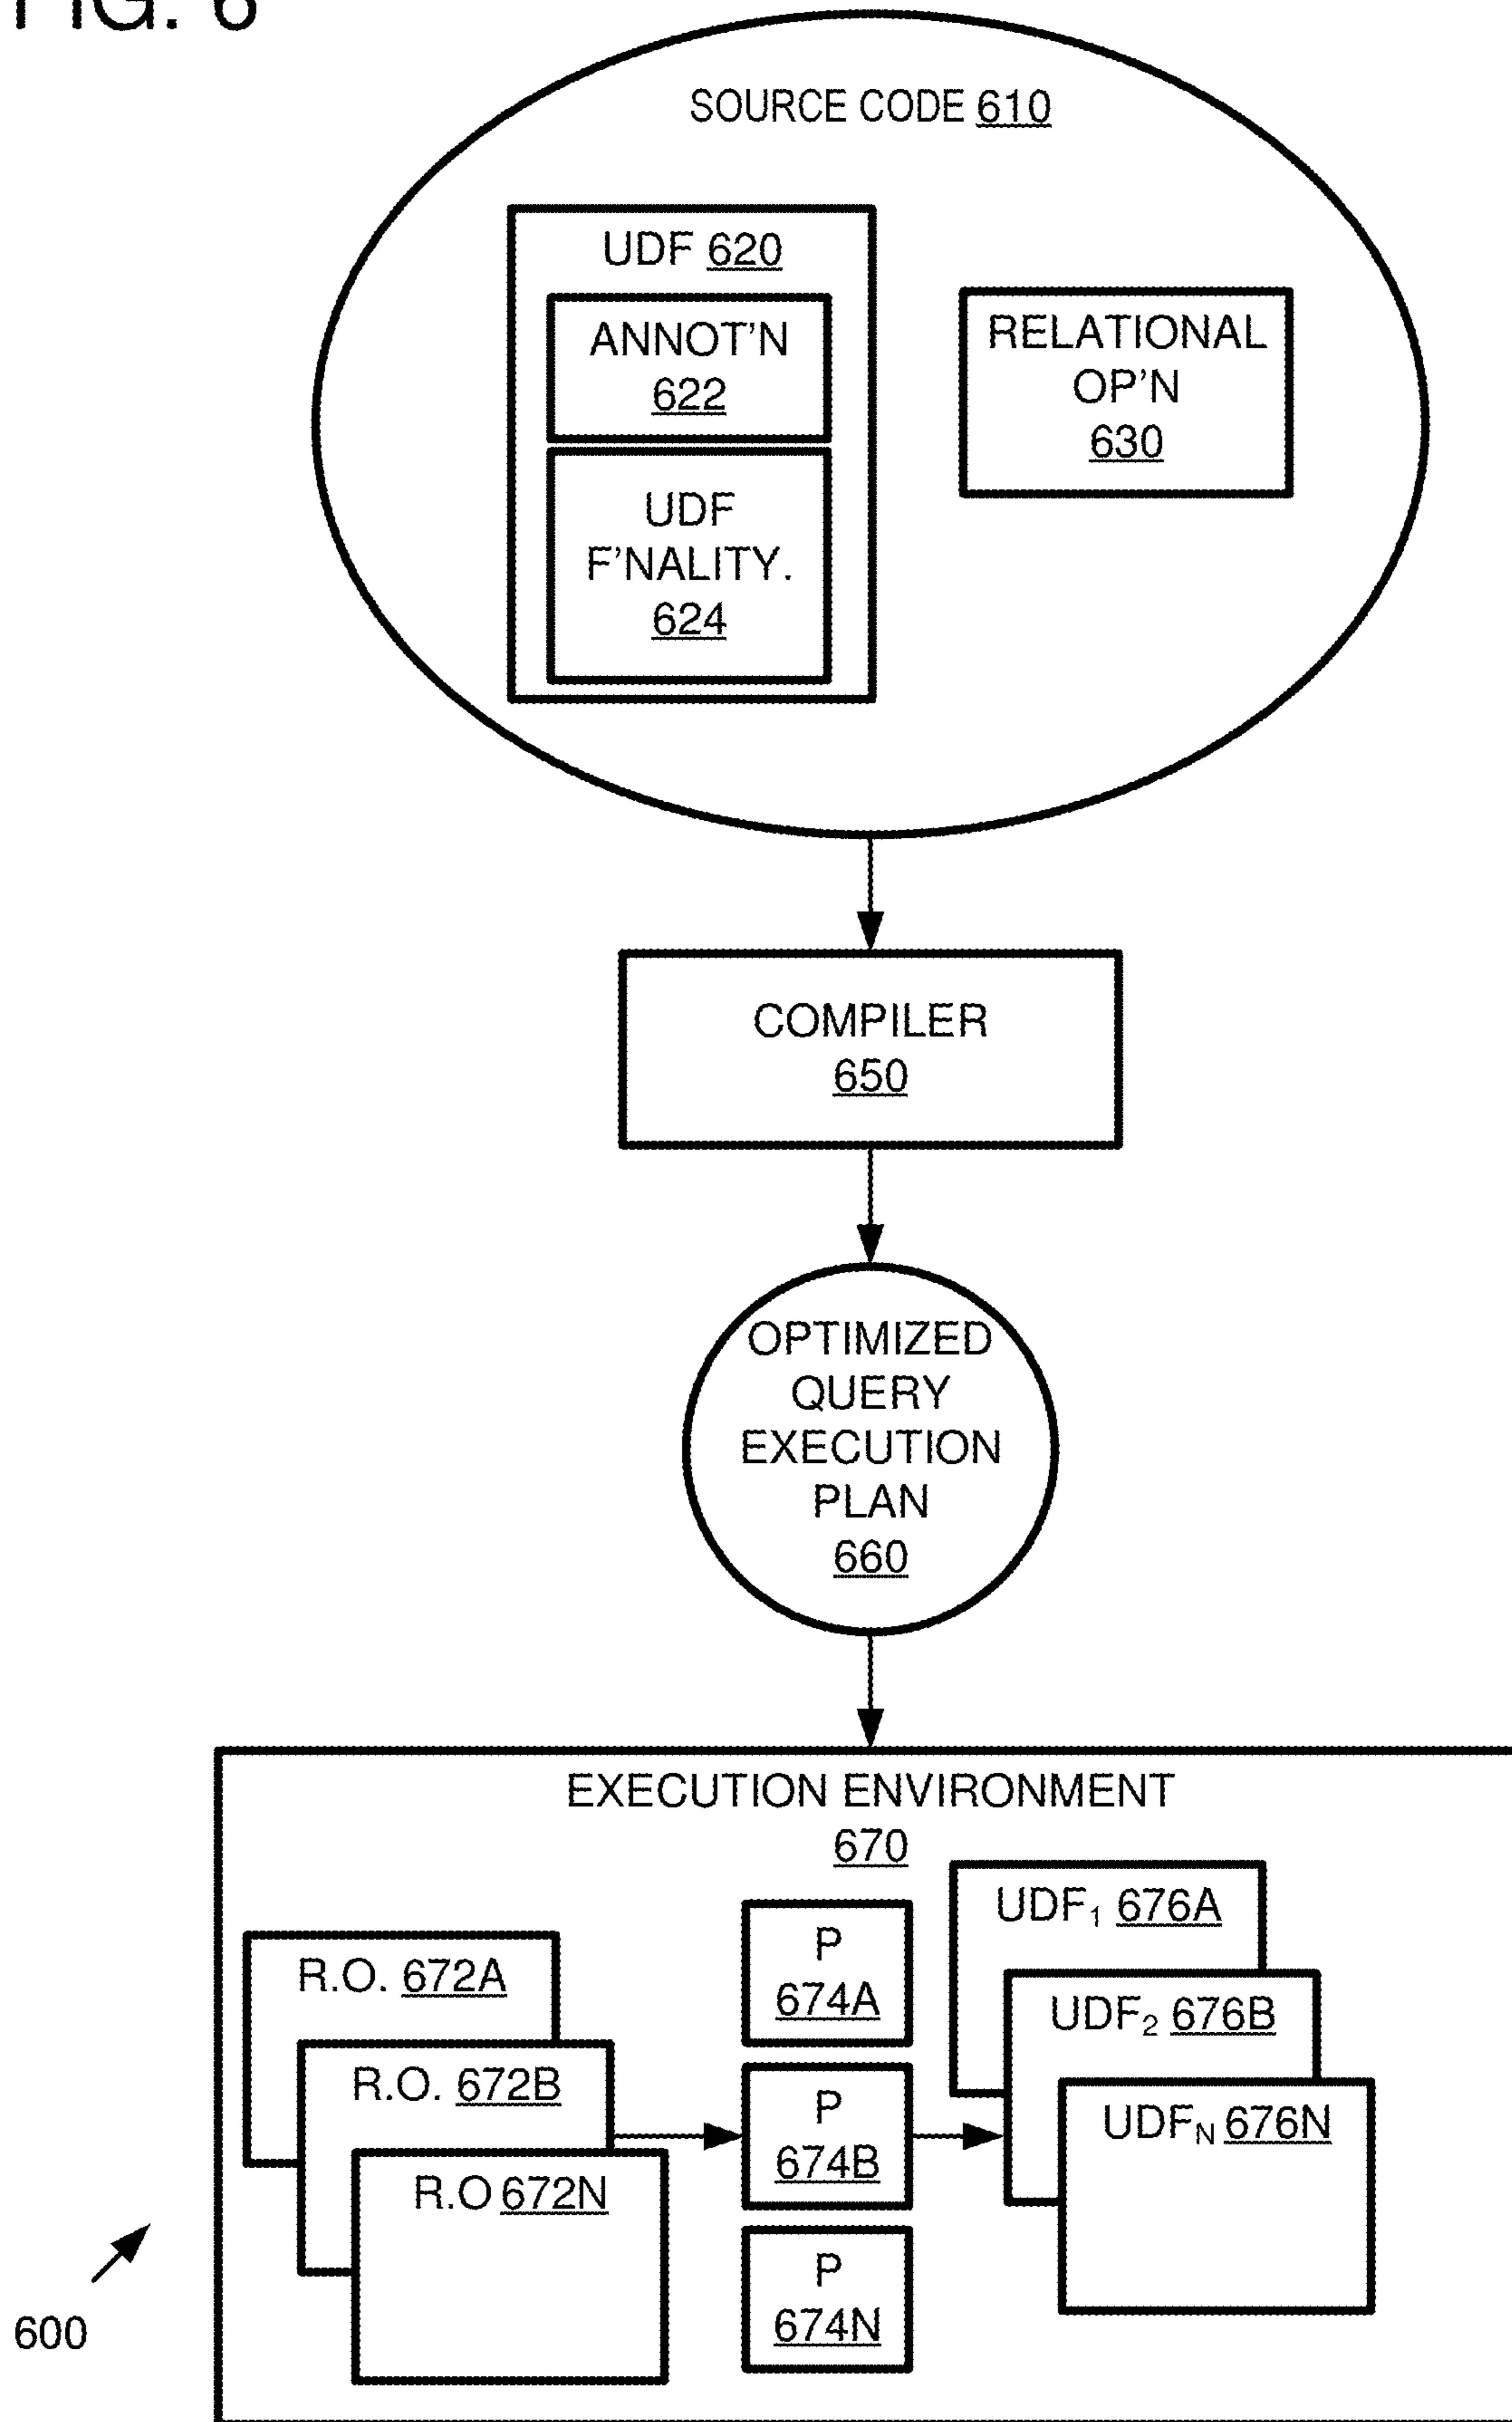 FIG. 6
SOURCE CODE 610
UDF 620
ANNOT'N
622
UDF
F'NALITY.
624
RELATIONAL
OP'N
630
COMPILER
650
OPTIMIZED
QUERY
EXECUTION
PLAN
660
EXECUTION ENVIRONMENT
670
R.O. 672A
R.O. 672B
R.O 672N
P
674A
P
674B
P
674N
UDF₁ 676A
UDF₂ 676B
UDF_N 676N
600